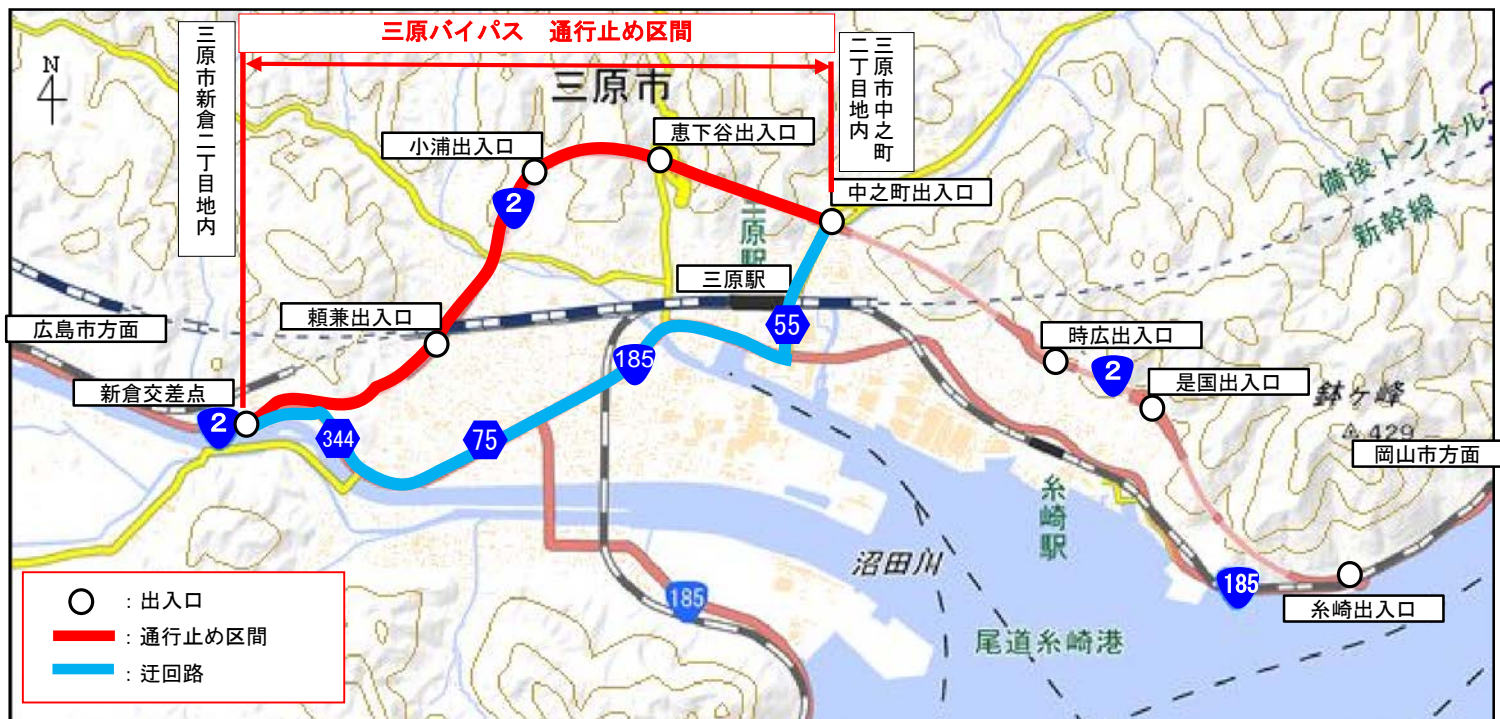 三原バイパス 通行止め区間
三原市新倉二丁目地内
三原市中之町
二丁目地内
N
4
三原市
小浦出入口
恵下谷出入口
中之町出入口
備後トンネル
新幹線
2
三原駅
三原駅
頼兼出入口
広島市方面
55
時広出入口
185
2
是国出入口
新倉交差点
鉢ヶ峰
2
344
75
429
岡山市方面
糸崎駅
沼田川
185
185
糸崎出入口
尾道糸崎港
：出入口
：通行止め区間
：迂回路